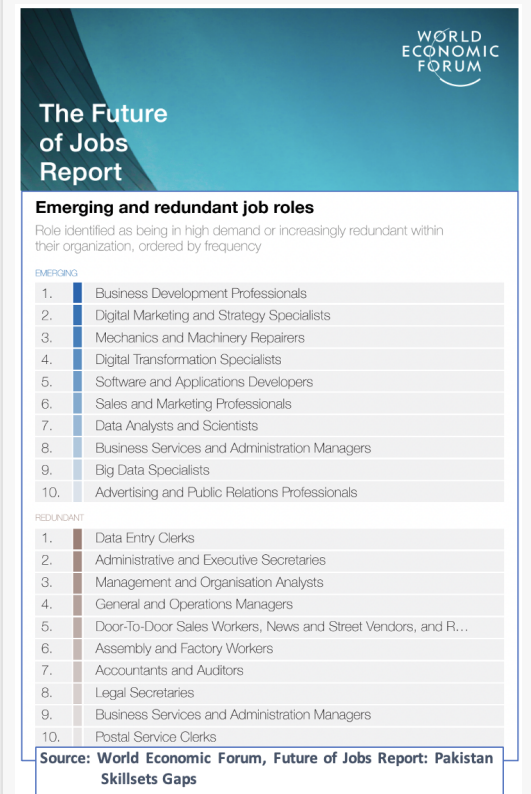 WORLD
ECONOMIC
FORUM
The Future
of Jobs
Report
Emerging and redundant job roles
Role identified as being in high demand or increasingly redundant within
their organization, ordered by frequency
EMERGING
1. Business Development Professionals
2. Digital Marketing and Strategy Specialists
3. Mechanics and Machinery Repairers
4. Digital Transformation Specialists
5. Software and Applications Developers
6. Sales and Marketing Professionals
7. Data Analysts and Scientists
8. Business Services and Administration Managers
9. Big Data Specialists
10. Advertising and Public Relations Professionals
REDUNDANT
1. Data Entry Clerks
2. Administrative and Executive Secretaries
3. Management and Organisation Analysts
4. General and Operations Managers
5. Door-To-Door Sales Workers, News and Street Vendors, and R...
6. Assembly and Factory Workers
7. Accountants and Auditors
8. Legal Secretaries
9. Business Services and Administration Managers
10. Postal Service Clerks
Source: World Economic Forum, Future of Jobs Report: Pakistan
Skillsets Gaps